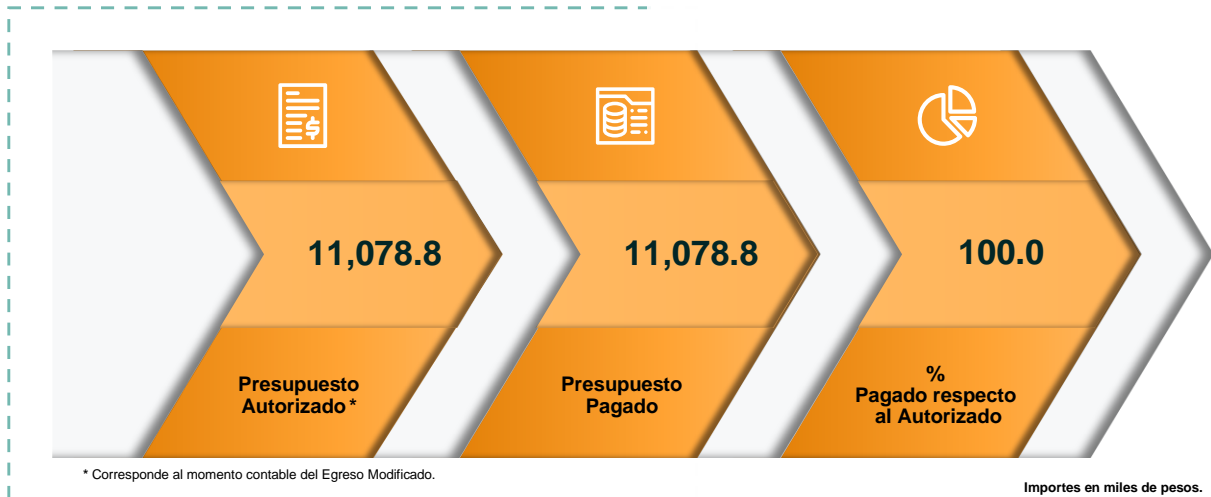 11,078.8
11,078.8
100.0
Presupuesto
Autorizado *
Presupuesto
Pagado
%
Pagado respecto
al Autorizado
* Corresponde al momento contable del Egreso Modificado.
Importes en miles de pesos.